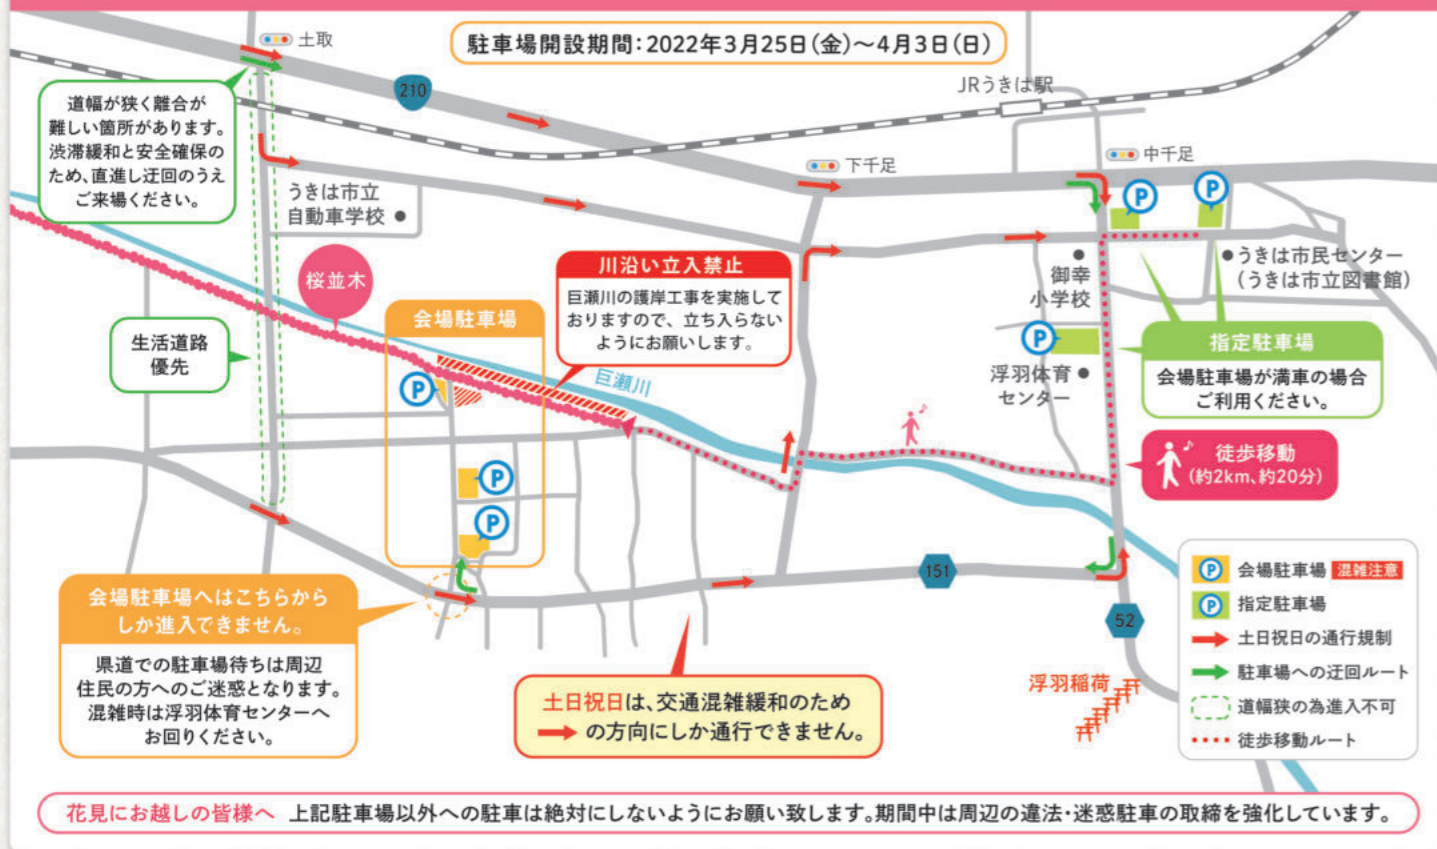 駐車場開設期間：2022年3月25日（金）～4月3日（日）
土取
210
JRうきは駅
道幅が狭く離合が
難しい箇所があります。
渋滞緩和と安全確保の
ため、直進し迂回のうえ
ご来場ください。
下千足
中千足
P
P
うきは市立
自動車学校
桜並木
川沿い立入禁止
巨瀬川の護岸工事を実施して
おりますので、立ち入らない
ようにお願いします。
御幸
小学校
うきは市民センター
（うきは市立図書館）
生活道路
優先
会場駐車場
P
巨瀬川
P
浮羽体育
センター
指定駐車場
会場駐車場が満車の場合
ご利用ください。
徒歩移動
（約2km、約20分）
P
P
151
52
会場駐車場へはこちらから
しか進入できません。
県道での駐車場待ちは周辺
住民の方へのご迷惑となります。
混雑時は浮羽体育センターへ
お回りください。
土日祝日は、交通混雑緩和のため
の方向にしか通行できません。
浮羽稲荷
P 会場駐車場 混雑注意
P 指定駐車場
土日祝日の通行規制
駐車場への迂回ルート
道幅狭の為進入不可
徒歩移動ルート
花見にお越しの皆様へ 上記駐車場以外への駐車は絶対にしないようにお願い致します。期間中は周辺の違法・迷惑駐車の取締を強化しています。